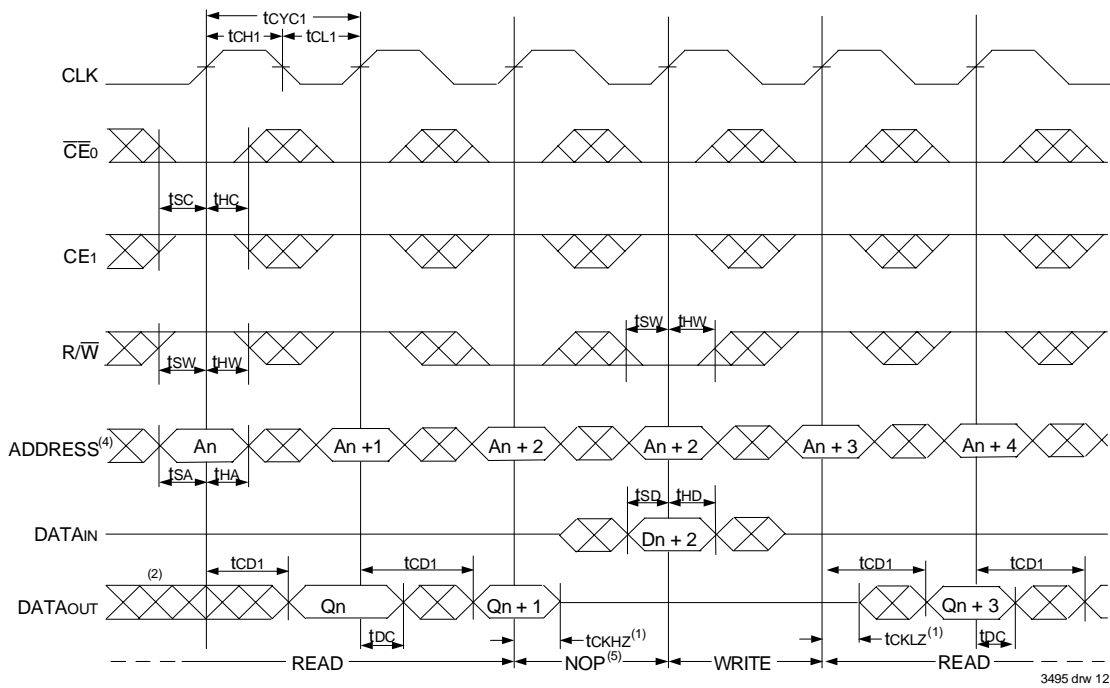 tCYC1
tCH1 tCL1
CLK
CE0
tSC tHC
CE1
tSW tHW
R/W
tSW tHW
ADDRESS(4) An An +1 An + 2 An + 2 An + 3 An + 4
tSA tHA
tSD tHD
DATAIN Dn + 2
(2) tCD1 tCD1 tCD1 tCD1
DATAOUT Qn Qn + 1 Qn + 3
tDC tCKHZ(1) tCKLZ(1) tDC
READ NOP(5) WRITE READ
3495 drw 12